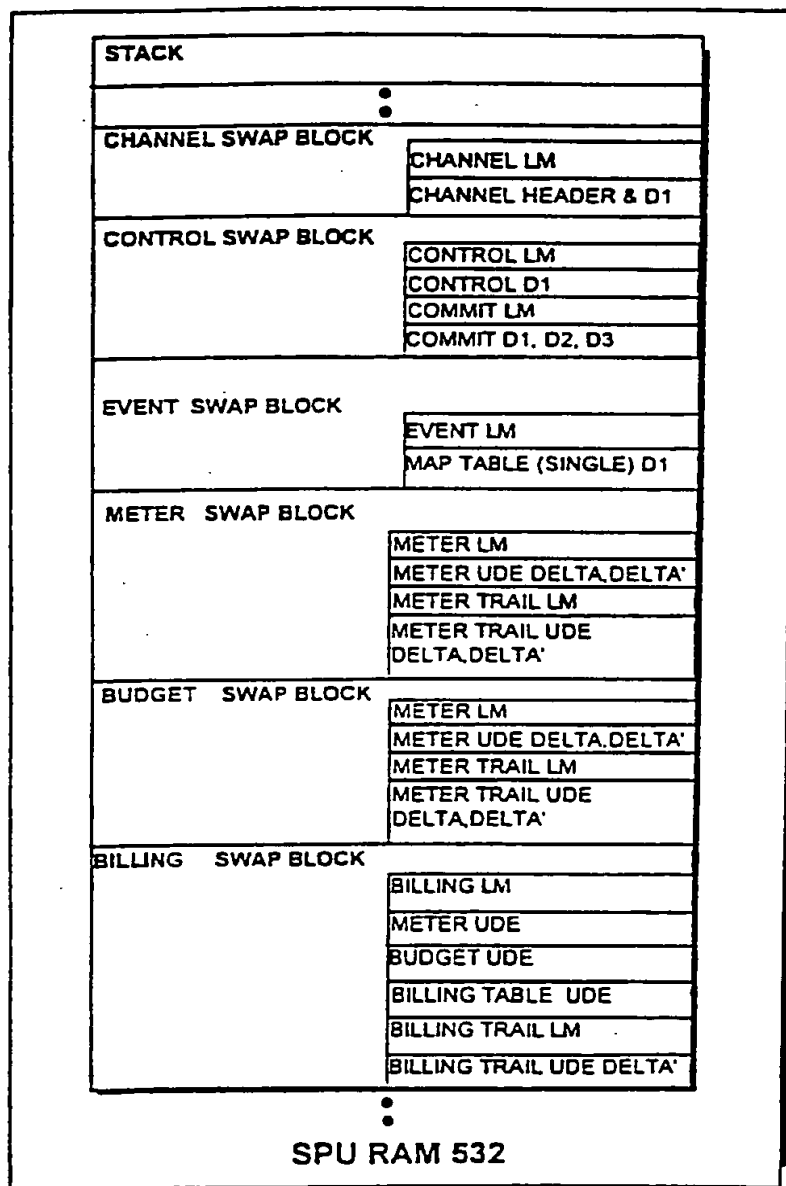 STACK
CHANNEL SWAP BLOCK
CHANNEL LM
CHANNEL HEADER & D1
CONTROL SWAP BLOCK
CONTROL LM
CONTROL D1
COMMIT LM
COMMIT D1, D2, D3
EVENT SWAP BLOCK
EVENT LM
MAP TABLE (SINGLE) D1
METER SWAP BLOCK
METER LM
METER UDE DELTA,DELTA'
METER TRAIL LM
METER TRAIL UDE
DELTA,DELTA'
BUDGET SWAP BLOCK
METER LM
METER UDE DELTA,DELTA'
METER TRAIL LM
METER TRAIL UDE
DELTA,DELTA'
BILLING SWAP BLOCK
BILLING LM
METER UDE
BUDGET UDE
BILLING TABLE UDE
BILLING TRAIL LM
BILLING TRAIL UDE DELTA'
SPU RAM 532